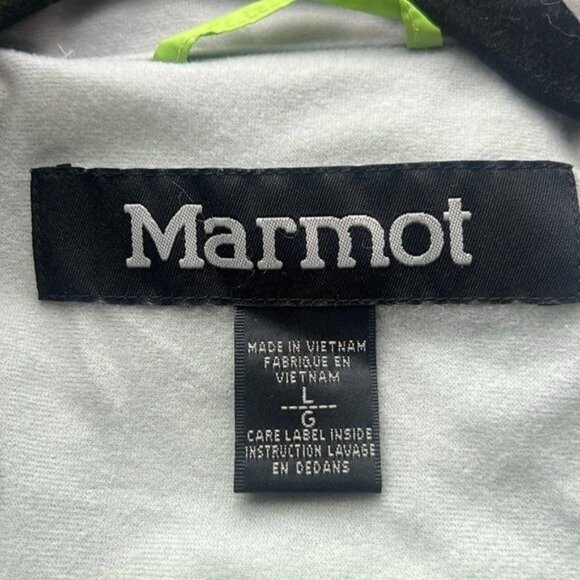 Marmot
MADE IN VIETNAM
FABRIQUE EN
VIETNAM
L
G
CARE LABEL INSIDE
INSTRUCTION LAVAGE
EN DEDANS